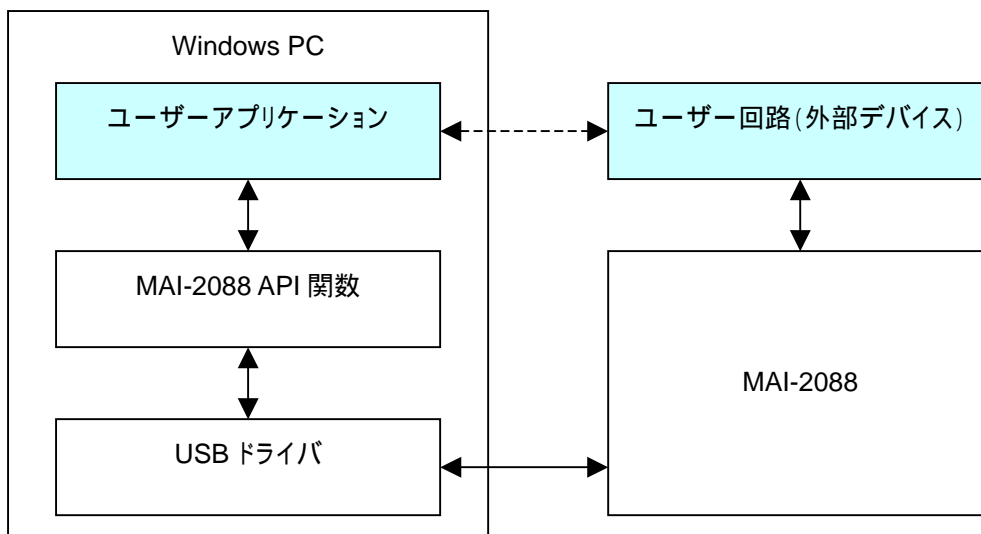 Windows PC
ユーザーアプリケーション
ユーザー回路(外部デバイス)
MAI-2088 API 関数
MAI-2088
USB ドライバ